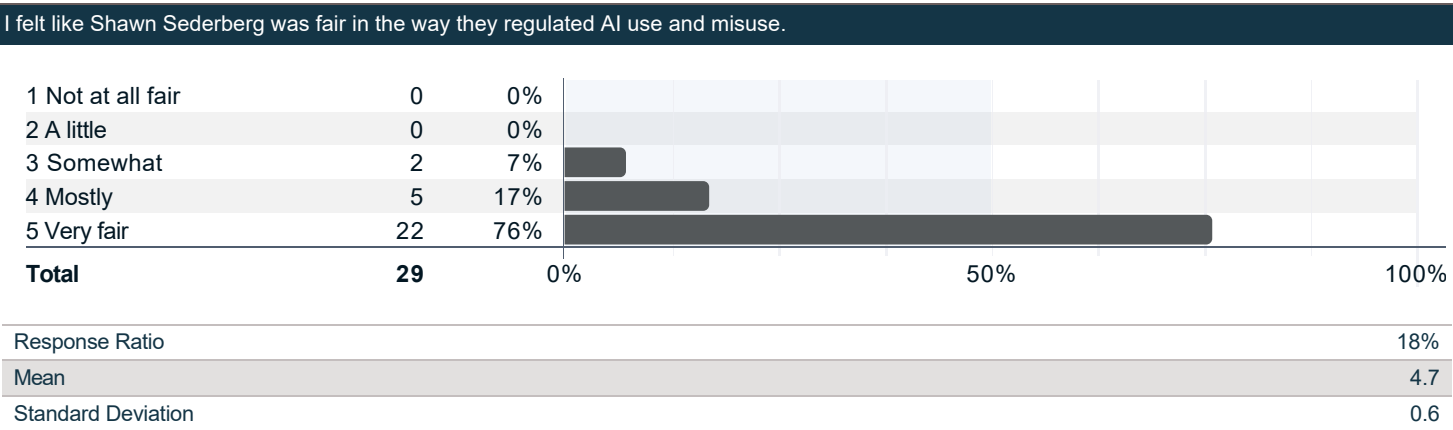 I felt like Shawn Sederberg was fair in the way they regulated AI use and misuse.
1 Not at all fair 0 0%
2 A little 0 0%
3 Somewhat 2 7%
4 Mostly 5 17%
5 Very fair 22 76%
Total 29 0% 50% 100%
Response Ratio 18%
Mean 4.7
Standard Deviation 0.6